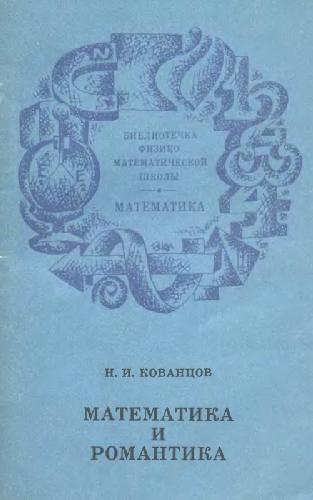 БИБЛИОТЕЧКА
ФИЗИКО
МАТЕМАТИЧЕСКОЙ
ШКОЛЫ
МАТЕМАТИКА
Н. И. КОВАНЦОВ
МАТЕМАТИКА
И
РОМАНТИКА